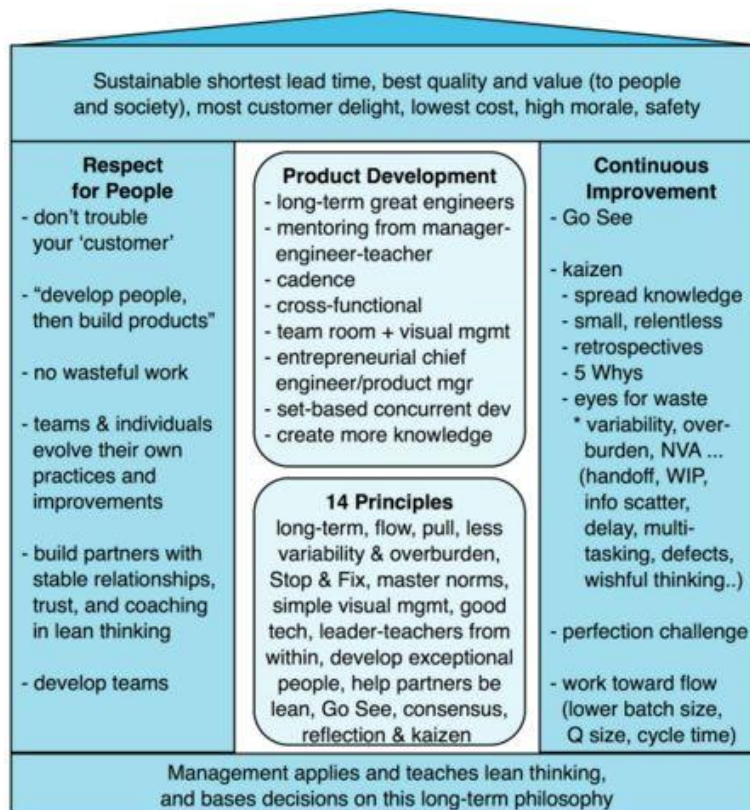 Sustainable shortest lead time, best quality and value (to people
and society), most customer delight, lowest cost, high morale, safety
Respect
for People
- don't trouble
your 'customer'
- "develop people,
then build products"
- no wasteful work
- teams & individuals
evolve their own
practices and
improvements
- build partners with
stable relationships,
trust, and coaching
in lean thinking
- develop teams
Product Development
- long-term great engineers
- mentoring from manager-
engineer-teacher
- cadence
- cross-functional
- team room + visual mgmt
- entrepreneurial chief
engineer/product mgr
- set-based concurrent dev
- create more knowledge
14 Principles
long-term, flow, pull, less
variability & overburden,
Stop & Fix, master norms,
simple visual mgmt, good
tech, leader-teachers from
within, develop exceptional
people, help partners be
lean, Go See, consensus,
reflection & kaizen
Continuous
Improvement
- Go See
- kaizen
- spread knowledge
- small, relentless
- retrospectives
- 5 Whys
- eyes for waste
* variability, over-
burden, NVA ...
(handoff, WIP,
info scatter,
delay, multi-
tasking, defects,
wishful thinking..)
- perfection challenge
- work toward flow
(lower batch size,
Q size, cycle time)
Management applies and teaches lean thinking,
and bases decisions on this long-term philosophy